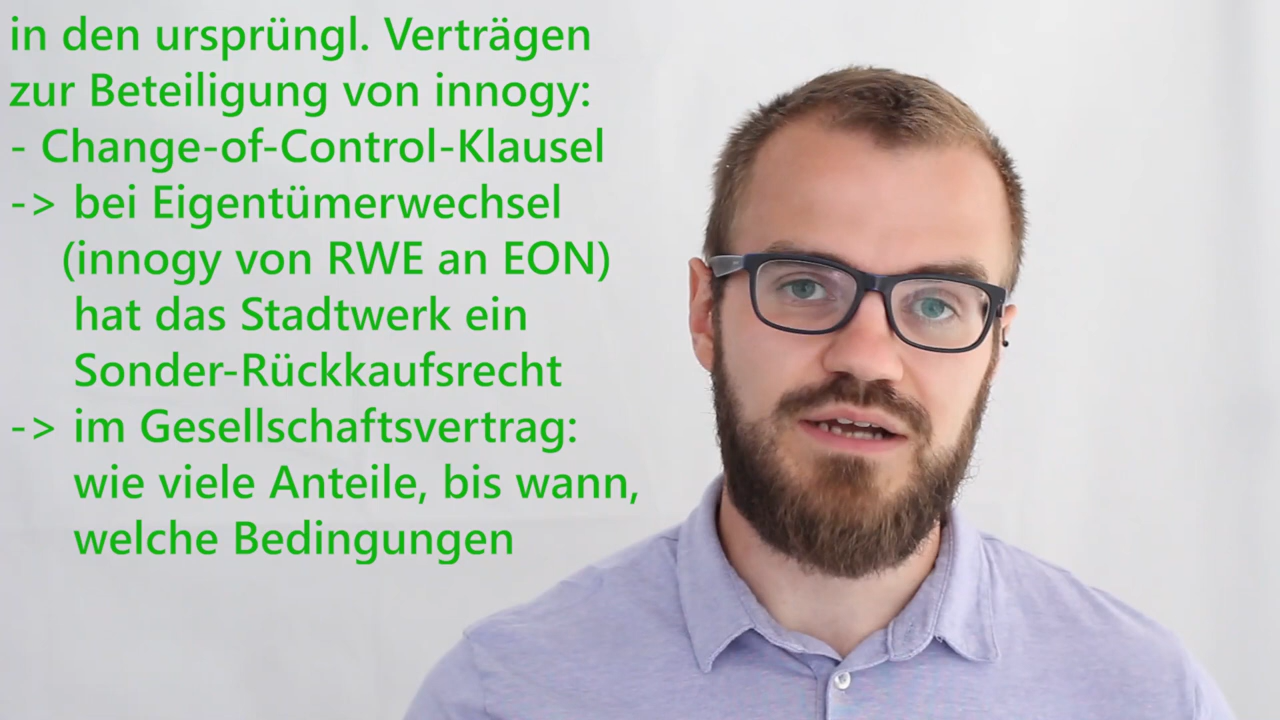 in den ursprüngl. Verträgen
zur Beteiligung von innogy:
- Change-of-Control-Klausel
-> bei Eigentümerwechsel
(innogy von RWE an EON)
hat das Stadtwerk ein
Sonder-Rückkaufsrecht
-> im Gesellschaftsvertrag:
wie viele Anteile, bis wann,
welche Bedingungen